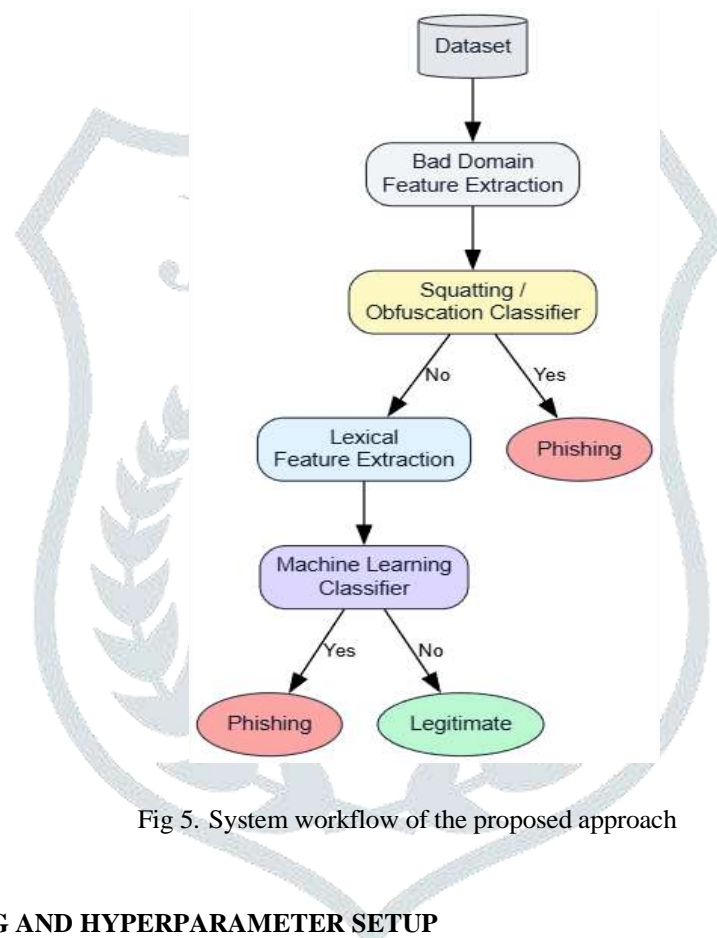 Dataset
Bad Domain
Feature Extraction
Squatting /
Obfuscation Classifier
No
Yes
Lexical
Feature Extraction
Phishing
Machine Learning
Classifier
Yes
No
Phishing
Legitimate
Fig 5. System workflow of the proposed approach
G AND HYPERPARAMETER SETUP